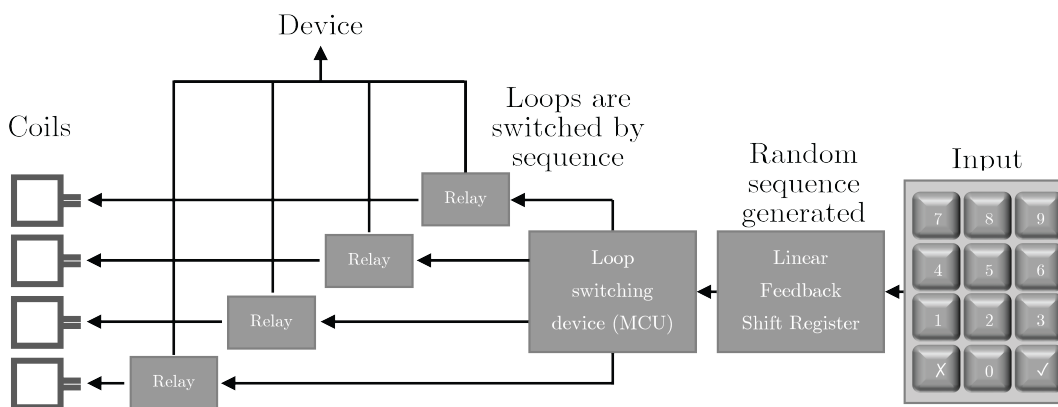 Device
Coils
Loops are
switched by
sequence
Random
sequence
generated
Input
Relay
Relay
Relay
Relay
Loop
switching
device (MCU)
Linear
Feedback
Shift Register
7 8 9
4 5 6
1 2 3
✗ 0 ✓